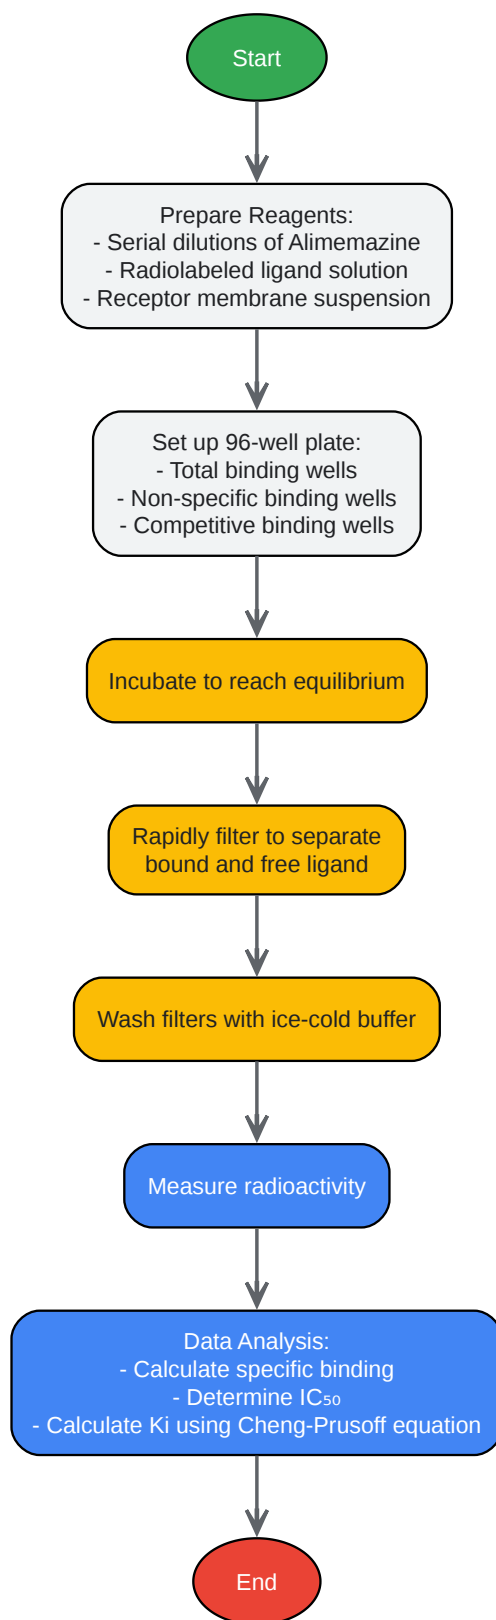 Start
Prepare Reagents:
- Serial dilutions of Alimemazine
- Radiolabeled ligand solution
- Receptor membrane suspension
Set up 96-well plate:
- Total binding wells
- Non-specific binding wells
- Competitive binding wells
Incubate to reach equilibrium
Rapidly filter to separate
bound and free ligand
Wash filters with ice-cold buffer
Measure radioactivity
Data Analysis:
- Calculate specific binding
- Determine IC₅₀
- Calculate Ki using Cheng-Prusoff equation
End